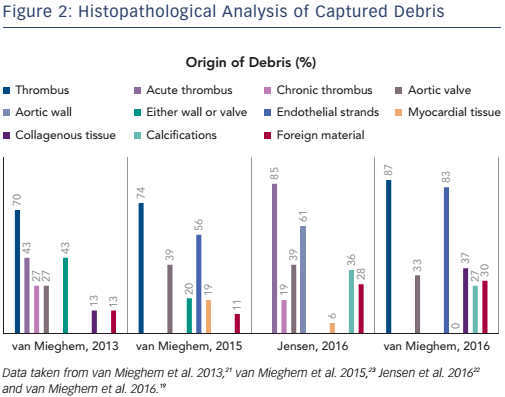 Figure 2: Histopathological Analysis of Captured Debris
Origin of Debris (%)
Thrombus Acute thrombus Chronic thrombus Aortic valve
Aortic wall Either wall or valve Endothelial strands Myocardial tissue
Collagenous tissue Calcifications Foreign material
70 43 27 27 43 13 13
74 39 20 56 19 11
85 19 39 61 6 36 28
87 33 83 0 37 27 30
van Mieghem, 2013 van Mieghem, 2015 Jensen, 2016 van Mieghem, 2016
Data taken from van Mieghem et al. 2013,²¹ van Mieghem et al. 2015,²³ Jensen et al. 2016²²
and van Mieghem et al. 2016.¹⁹